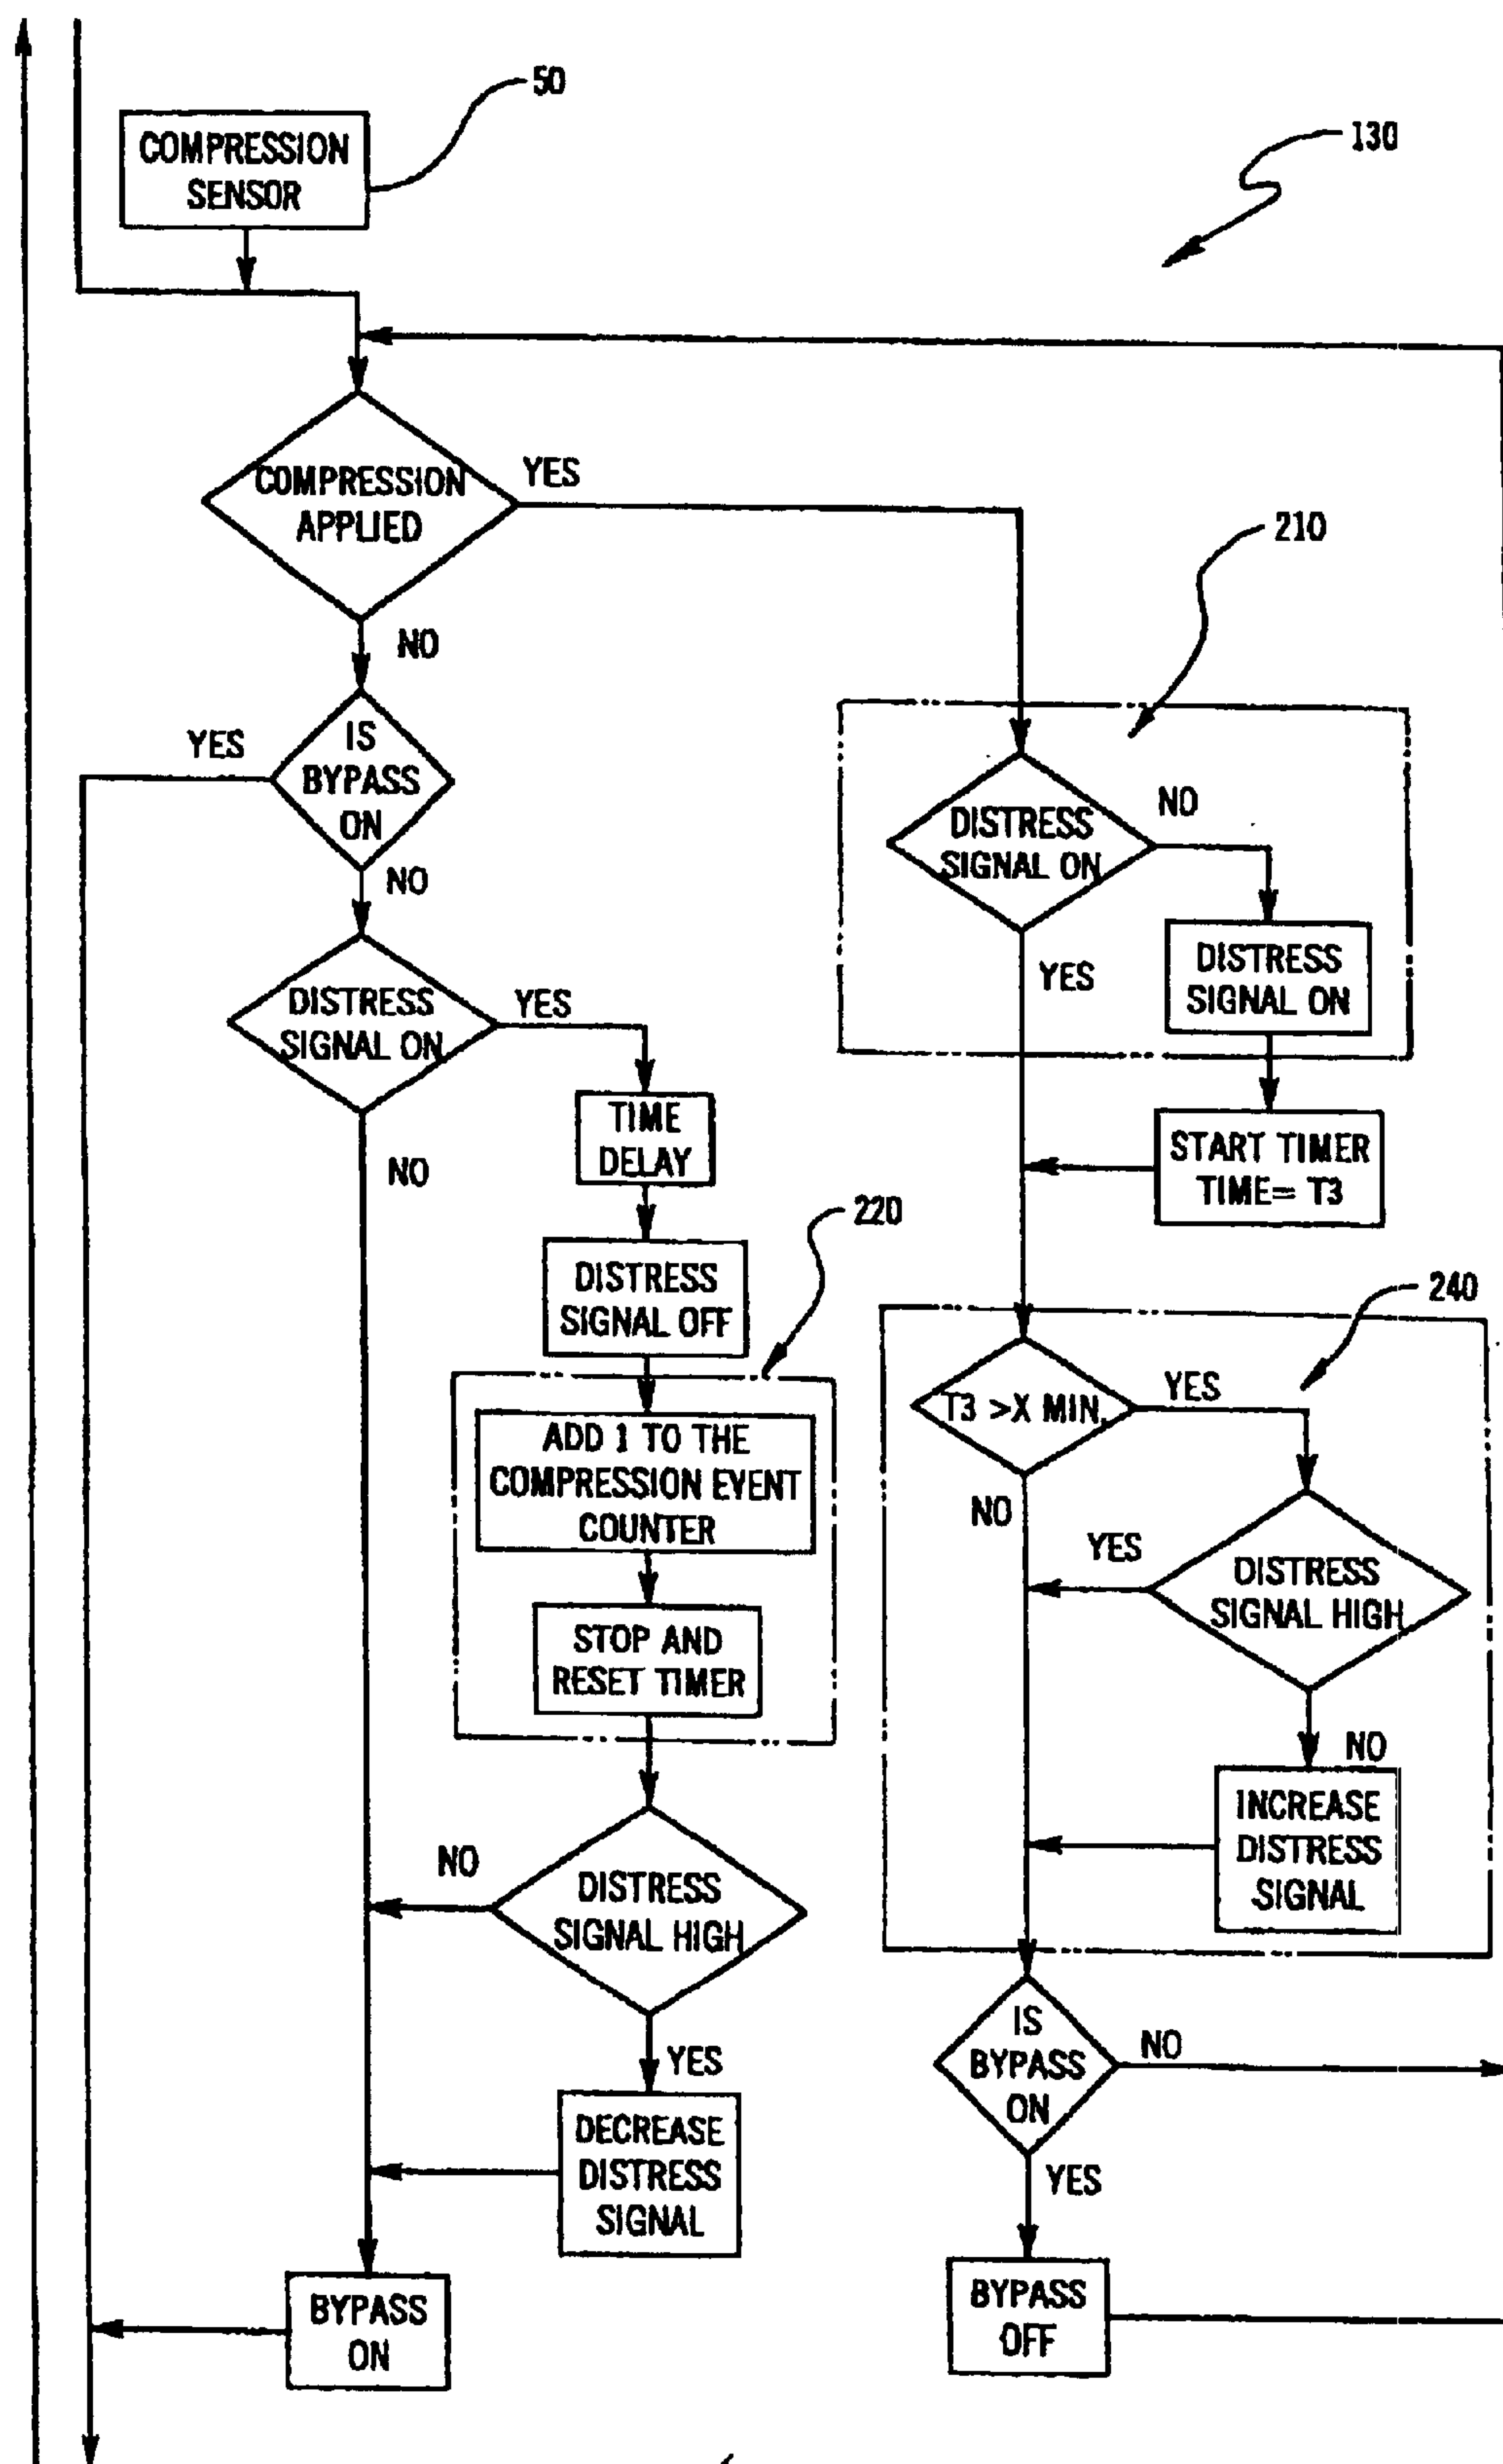 50
COMPRESSION
SENSOR
130
COMPRESSION
APPLIED
YES
NO
210
IS
BYPASS
ON
YES
NO
DISTRESS
SIGNAL ON
NO
YES
DISTRESS
SIGNAL ON
DISTRESS
SIGNAL ON
YES
NO
TIME
DELAY
START TIMER
TIME= T3
220
DISTRESS
SIGNAL OFF
240
T3 >X MIN.
YES
NO
ADD 1 TO THE
COMPRESSION EVENT
COUNTER
YES
DISTRESS
SIGNAL HIGH
STOP AND
RESET TIMER
NO
INCREASE
DISTRESS
SIGNAL
NO
DISTRESS
SIGNAL HIGH
YES
IS
BYPASS
ON
NO
YES
DECREASE
DISTRESS
SIGNAL
BYPASS
ON
BYPASS
OFF